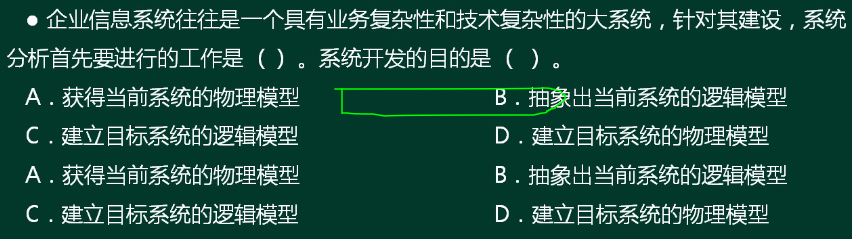 ● 企业信息系统往往是一个具有业务复杂性和技术复杂性的大系统，针对其建设，系统
分析首先要进行的工作是（ ）。系统开发的目的是（ ）。
A．获得当前系统的物理模型 B．抽象出当前系统的逻辑模型
C．建立目标系统的逻辑模型 D．建立目标系统的物理模型
A．获得当前系统的物理模型 B．抽象出当前系统的逻辑模型
C．建立目标系统的逻辑模型 D．建立目标系统的物理模型